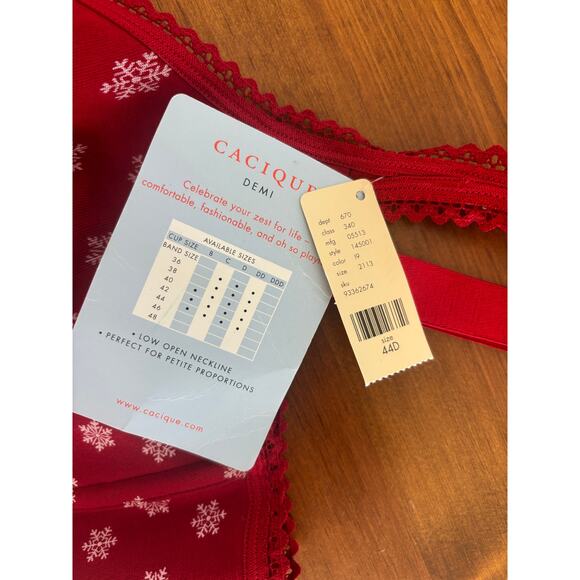 CACIQUE
DEMI
Celebrate your zest for life –
comfortable, fashionable, and oh so
AVAILABLE SIZES
CUP SIZE B C D DD DDD
BAND SIZE
36
38
40
42
44
46
48
• LOW OPEN NECKLINE
• PERFECT FOR PETITE PROPORTIONS
www.cacique.com
dept 670
class 340
mfg 05513
style 145001
color 19
size 2113
sku
93362674
size
44D